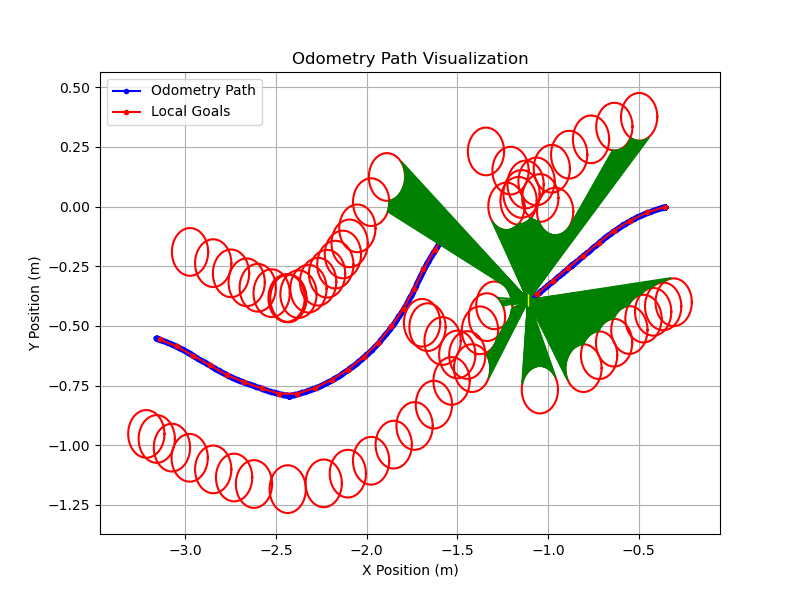 Odometry Path Visualization
Odometry Path
Local Goals
0.50
0.25
0.00
−0.25
−0.50
−0.75
−1.00
−1.25
Y Position (m)
−3.0 −2.5 −2.0 −1.5 −1.0 −0.5
X Position (m)